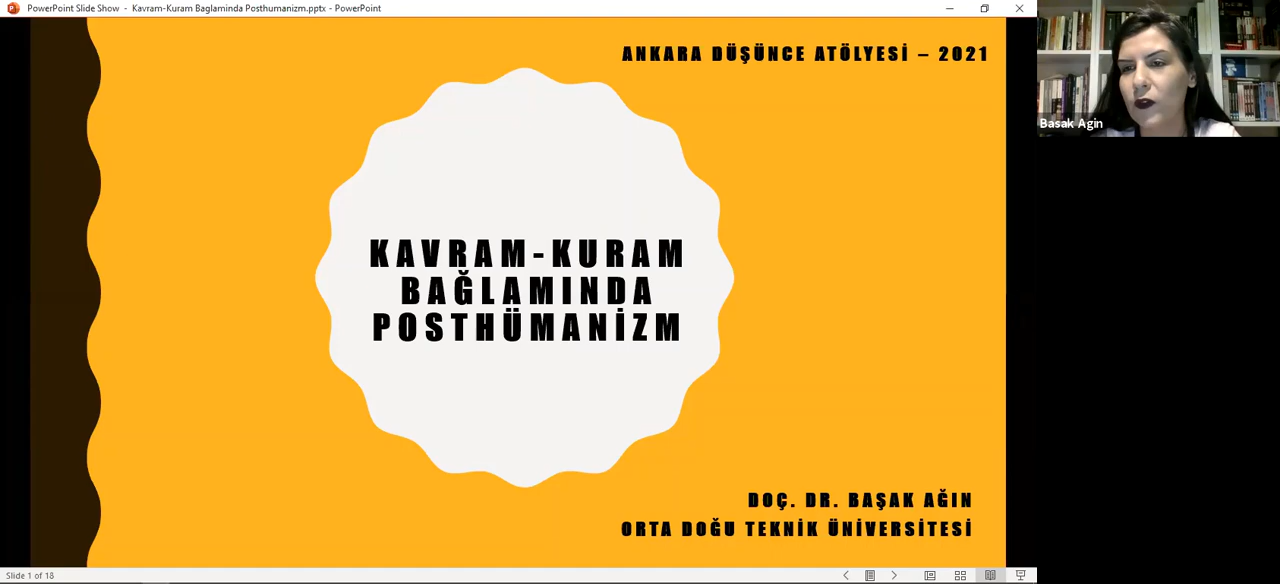 PowerPoint Slide Show - Kavram-Kuram Baglaminda Posthumanizm.pptx - PowerPoint
ANKARA DÜŞÜNCE ATÖLYESİ – 2021
Basak Agin
KAVRAM-KURAM
BAĞLAMINDA
POSTHÜMANİZM
DOÇ. DR. BAŞAK AĞIN
ORTA DOĞU TEKNİK ÜNİVERSİTESİ
Slide 1 of 18